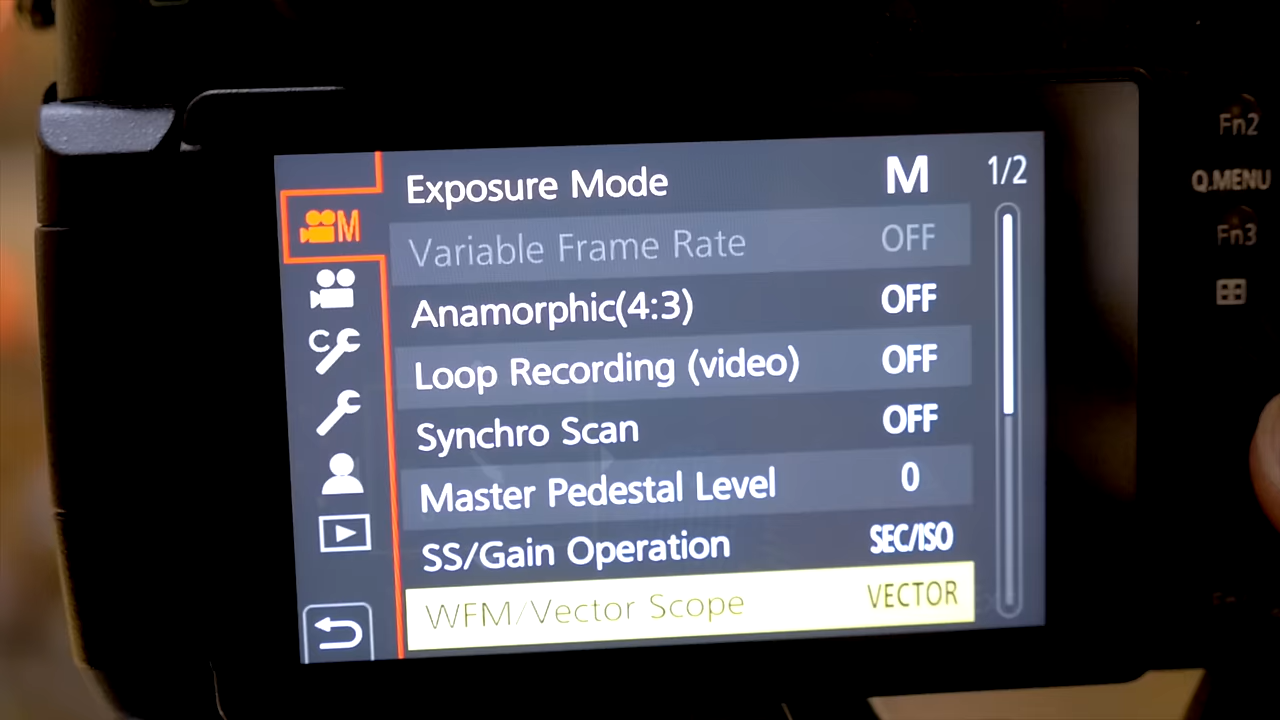 Exposure Mode M 1/2
M
Variable Frame Rate OFF
Anamorphic(4:3) OFF
Loop Recording (video) OFF
C
Synchro Scan OFF
Master Pedestal Level 0
SS/Gain Operation SEC/ISO
WFM/Vector Scope VECTOR
Fn2
Q.MENU
Fn3